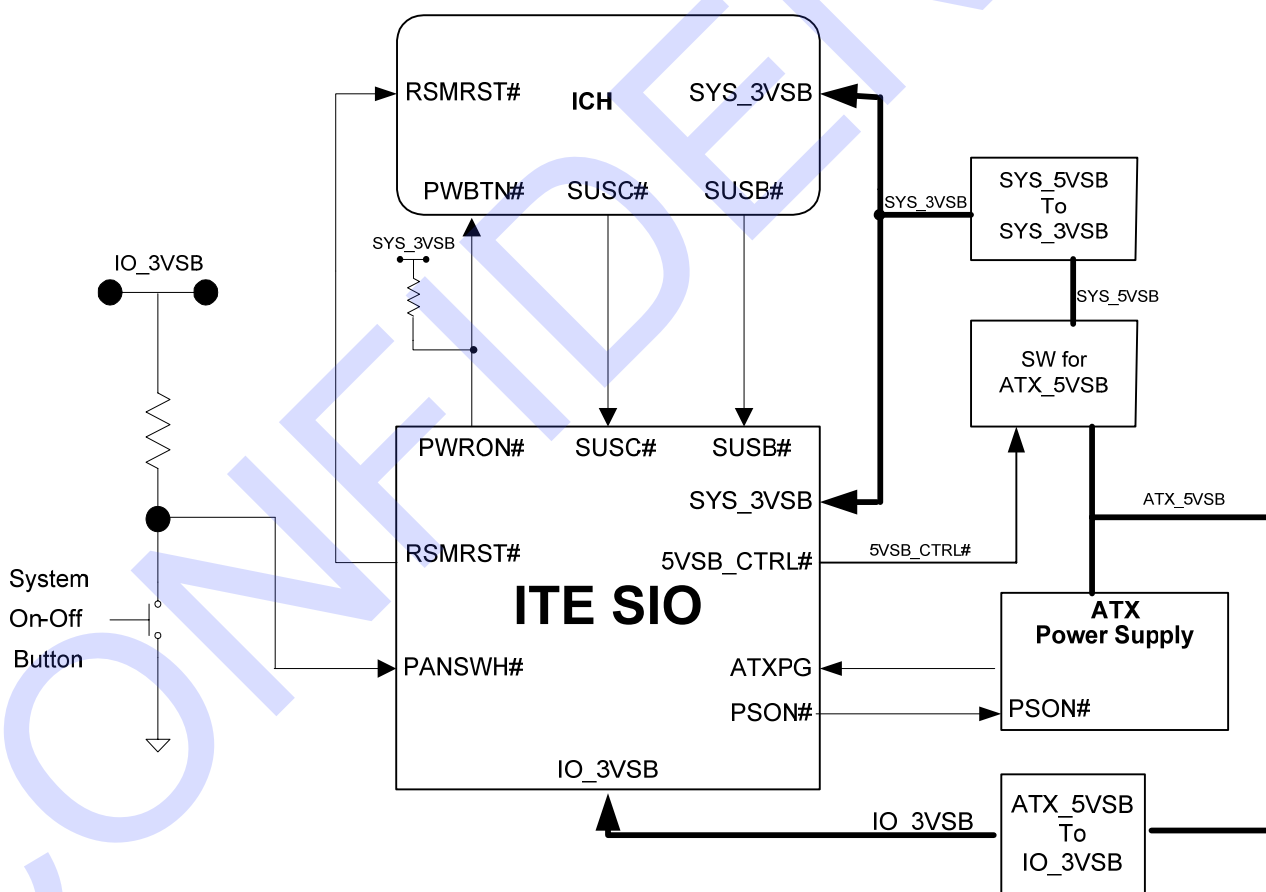 RSMRST#
ICH
SYS_3VSB
PWBTN#
SUSC#
SUSB#
SYS_3VSB
SYS_5VSB
To
SYS_3VSB
SYS_3VSB
IO_3VSB
SYS_5VSB
SW for
ATX_5VSB
PWRON#
SUSC#
SUSB#
SYS_3VSB
ATX_5VSB
RSMRST#
5VSB_CTRL#
5VSB_CTRL#
System
On-Off
Button
ITE SIO
ATX
Power Supply
PANSWH#
ATXPG
PSON#
PSON#
IO_3VSB
IO_3VSB
ATX_5VSB
To
IO_3VSB
CONFIDEN